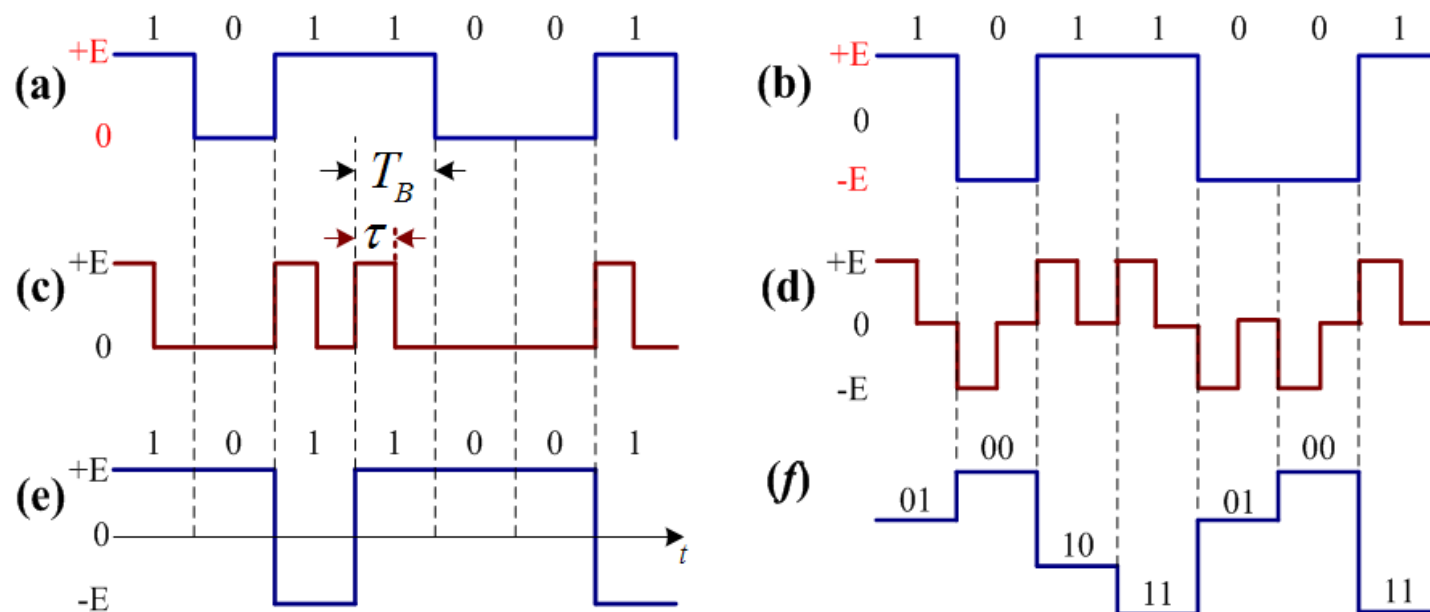 1 0 1 1 0 0 1
+E
(a)
0
T_B
τ
+E
(c)
0
1 0 1 1 0 0 1
+E
(e)
0
t
-E
1 0 1 1 0 0 1
+E
(b)
0
-E
+E
(d)
0
-E
00 00
(f)
01 01
10
11 11